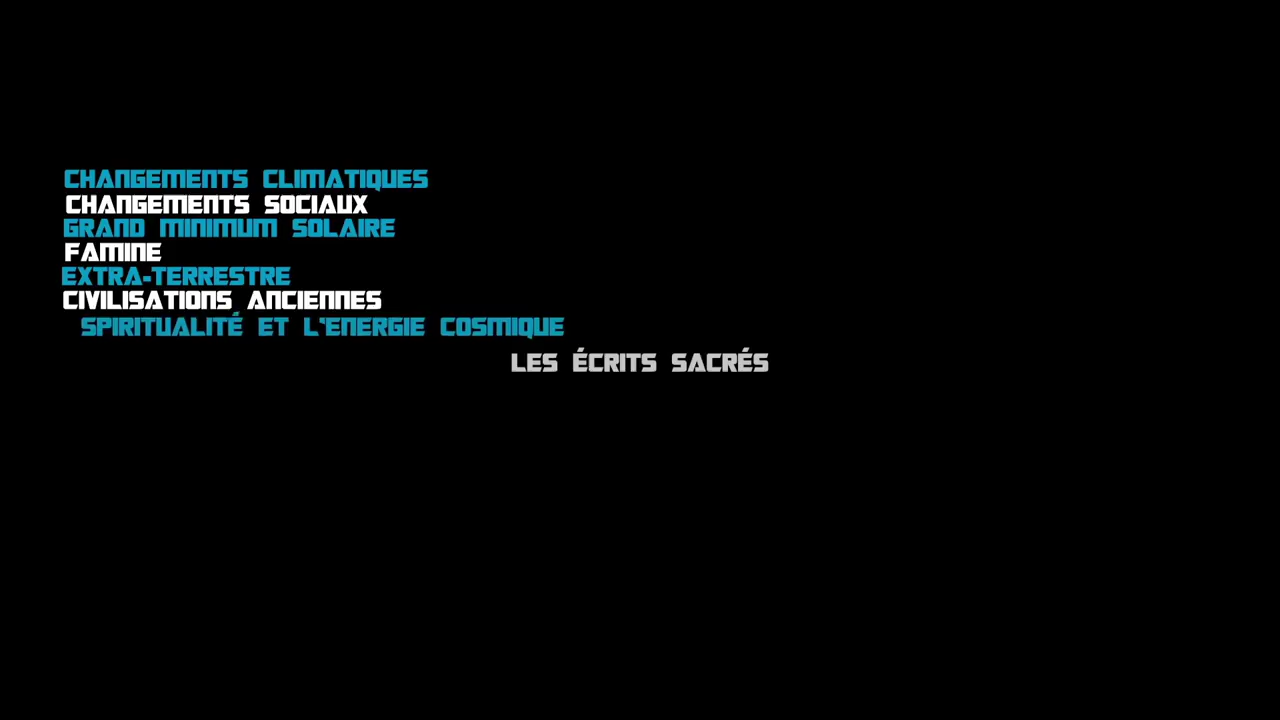 CHANGEMENTS CLIMATIQUES
CHANGEMENTS SOCIAUX
GRAND MINIMUM SOLAIRE
FAMINE
EXTRA-TERRESTRE
CIVILISATIONS ANCIENNES
SPIRITUALITÉ ET L'ENERGIE COSMIQUE
LES ÉCRITS SACRÉS